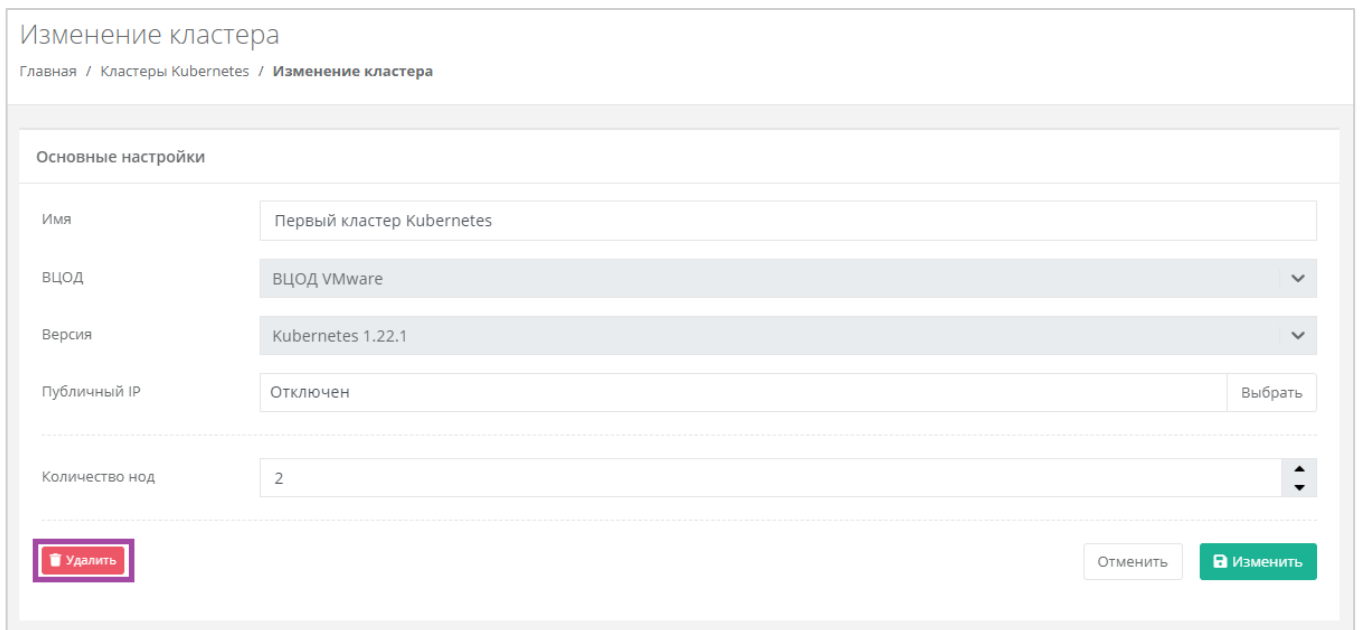 Изменение кластера
Главная / Кластеры Kubernetes / Изменение кластера
Основные настройки
Имя Первый кластер Kubernetes
ВЦОД ВЦОД VMware
Версия Kubernetes 1.22.1
Публичный IP Отключен Выбрать
Количество нод 2
Удалить Отменить Изменить